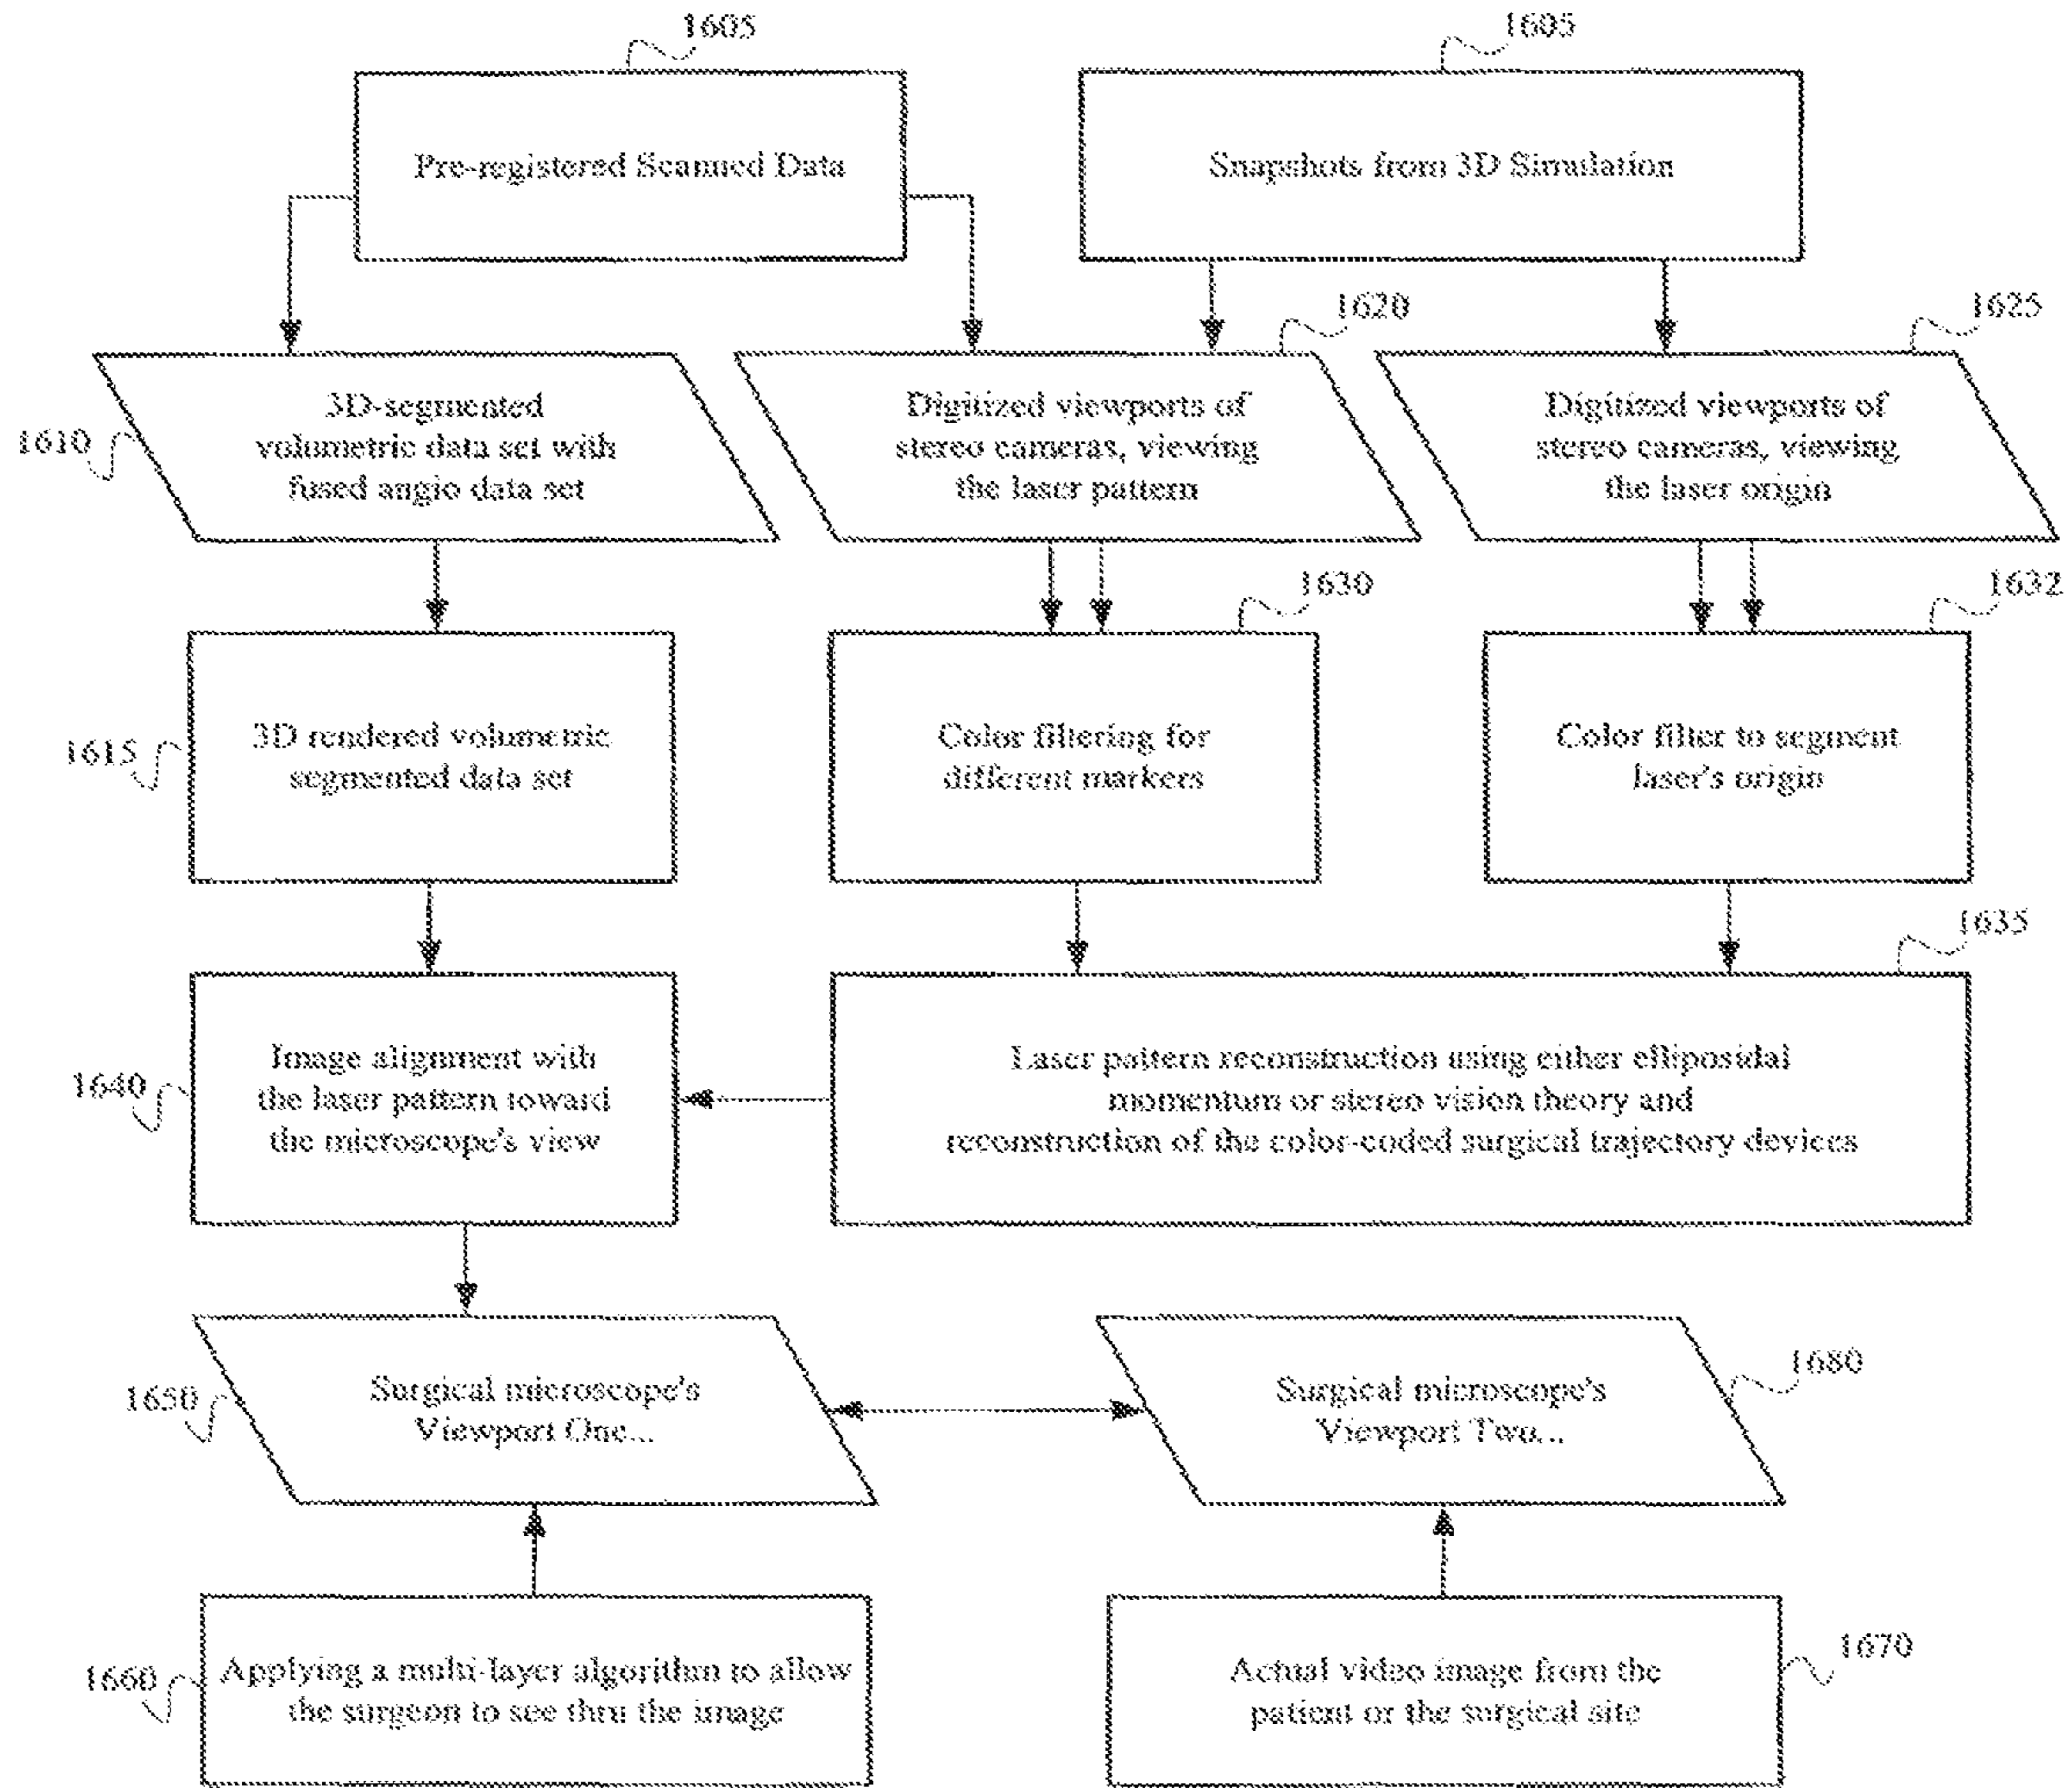 1605
1605
Pre-registered Scanned Data
Snapshots from 3D Simulation
1620
1625
1610
3D-segmented
volumetric data set with
fused angio data set
Digitized viewports of
stereo cameras, viewing
the laser pattern
Digitized viewports of
stereo cameras, viewing
the laser origin
1630
1632
1615
3D rendered volumetric
segmented data set
Color filtering for
different markers
Color filter to segment
laser's origin
1635
1640
Image alignment with
the laser pattern toward
the microscope's view
Laser pattern reconstruction using either elliposidal
momentum or stereo vision theory and
reconstruction of the color-coded surgical trajectory devices
1650
Surgical microscope's
Viewport One...
Surgical microscope's
Viewport Two...
1680
1660
Applying a multi-layer algorithm to allow
the surgeon to see thru the image
Actual video image from the
patient or the surgical site
1670